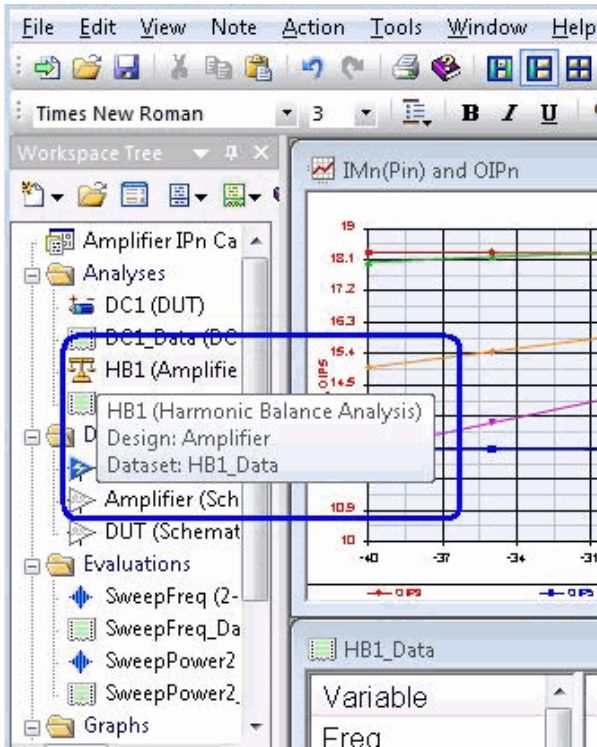 File Edit View Note Action Tools Window Help
Times New Roman 3 B I U
Workspace Tree
IMn(Pin) and OIPn
Amplifier IPn Ca
Analyses
DC1 (DUT)
DC1_Data (DC
HB1 (Amplifie
HB1 (Harmonic Balance Analysis)
Design: Amplifier
Dataset: HB1_Data
D
Amplifier (Sch
DUT (Schemat
Evaluations
SweepFreq (2-
SweepFreq_Da
SweepPower2
SweepPower2_
Graphs
19
18.1
17.2
16.3
15.4
14.5
10.9
10
OIP5
-40 -37 -34 -31
OIP3 OIP5
HB1_Data
Variable
Freq